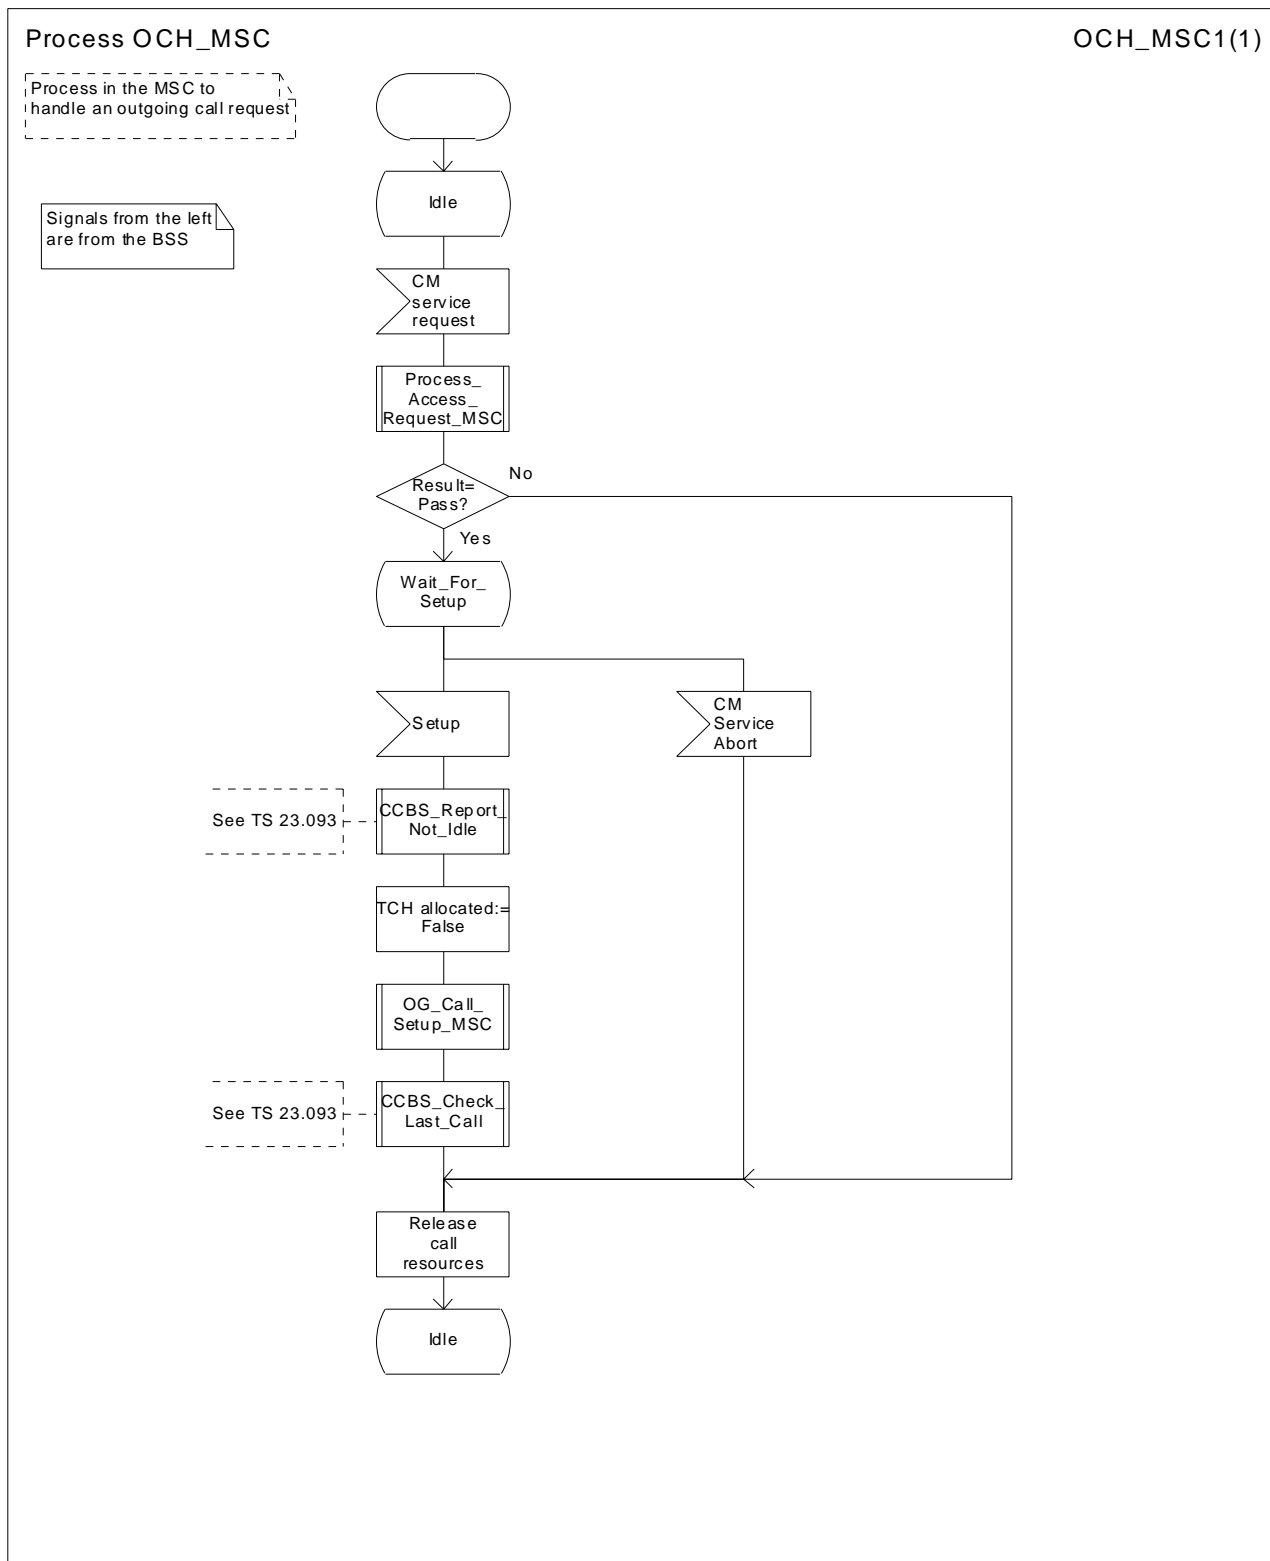 Process OCH_MSC
OCH_MSC1(1)
Process in the MSC to
handle an outgoing call request
Signals from the left
are from the BSS
Idle
CM
service
request
Process_
Access_
Request_MSC
Result=
Pass?
No
Yes
Wait_For_
Setup
Setup
CM
Service
Abort
See TS 23.093
CCBS_Report_
Not_Idle
TCH allocated:=
False
OG_Call_
Setup_MSC
See TS 23.093
CCBS_Check_
Last_Call
Release
call
resources
Idle